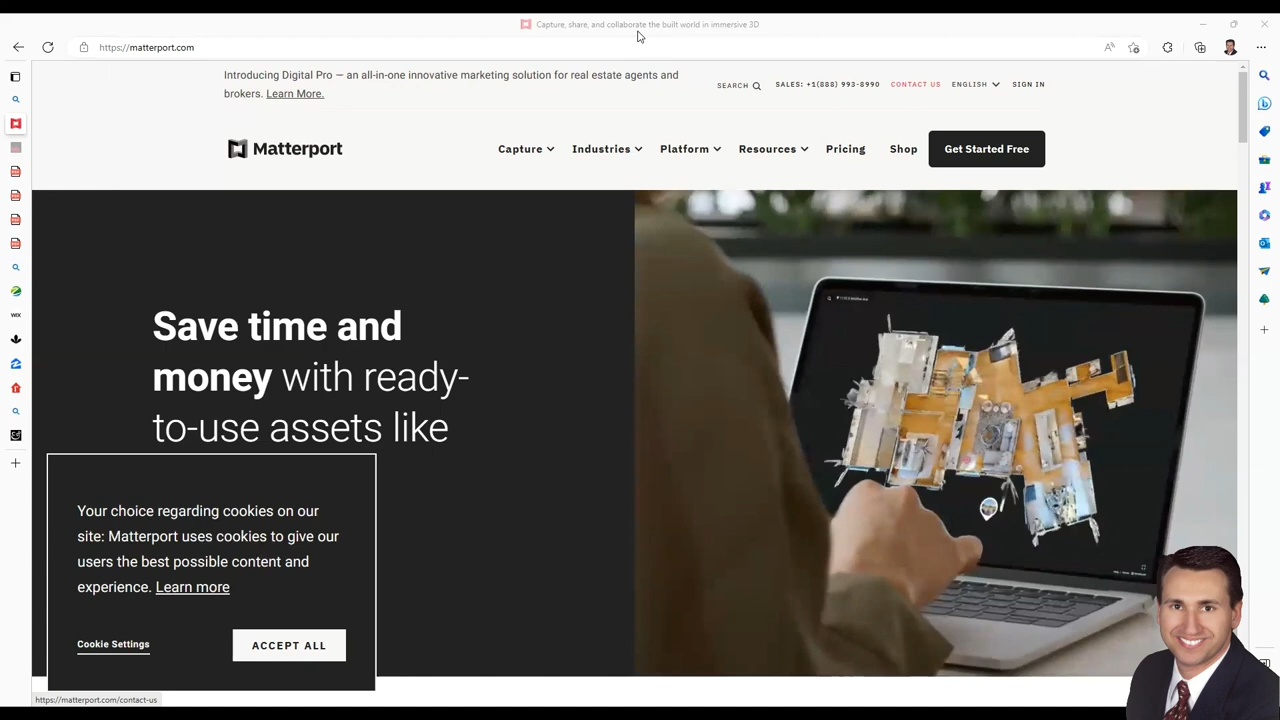 Capture, share, and collaborate the built world in immersive 3D
https://matterport.com
Introducing Digital Pro — an all-in-one innovative marketing solution for real estate agents and
brokers. Learn More.
SEARCH SALES: +1(888) 993-8990 CONTACT US ENGLISH SIGN IN
Matterport
Capture Industries Platform Resources Pricing Shop Get Started Free
Save time and
money with ready-
to-use assets like
Your choice regarding cookies on our
site: Matterport uses cookies to give our
users the best possible content and
experience. Learn more
Cookie Settings ACCEPT ALL
https://matterport.com/contact-us
WIX